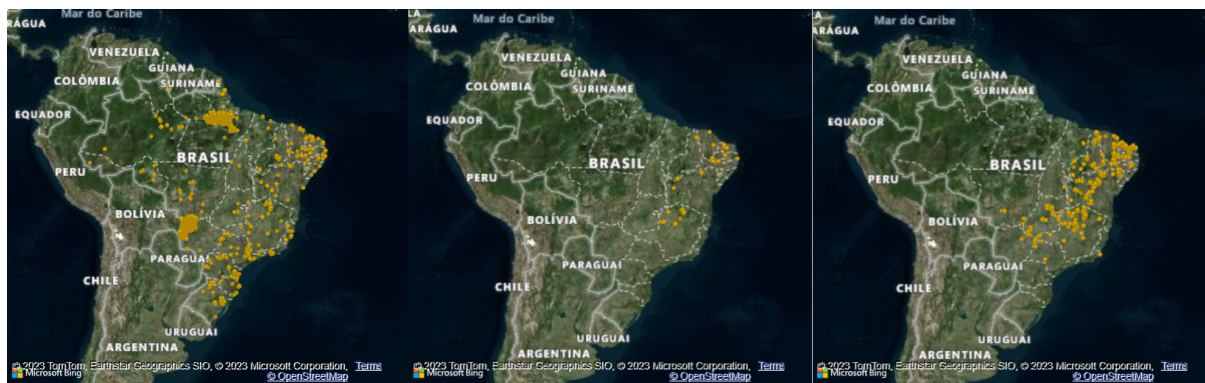 Mar do Caribe
RÁGUA
VENEZUELA
GUIANA
SURINAME
COLÔMBIA
EQUADOR
BRASIL
PERU
BOLÍVIA
PARAGUAI
CHILE
URUGUAI
ARGENTINA
© 2023 TomTom, Earthstar Geographics SIO, © 2023 Microsoft Corporation, Terms
Microsoft Bing © OpenStreetMap
Mar do Caribe
ARÁGUA
VENEZUELA
GUIANA
SURINAME
COLÔMBIA
EQUADOR
BRASIL
PERU
BOLÍVIA
PARAGUAI
CHILE
URUGUAI
ARGENTINA
© 2023 TomTom, Earthstar Geographics SIO, © 2023 Microsoft Corporation, Terms
Microsoft Bing © OpenStreetMap
Mar do Caribe
ARÁGUA
VENEZUELA
GUIANA
SURINAME
COLÔMBIA
EQUADOR
BRASIL
PERU
BOLÍVIA
PARAGUAI
CHILE
URUGUAI
ARGENTINA
© 2023 TomTom, Earthstar Geographics SIO, © 2023 Microsoft Corporation, Terms
Microsoft Bing © OpenStreetMap